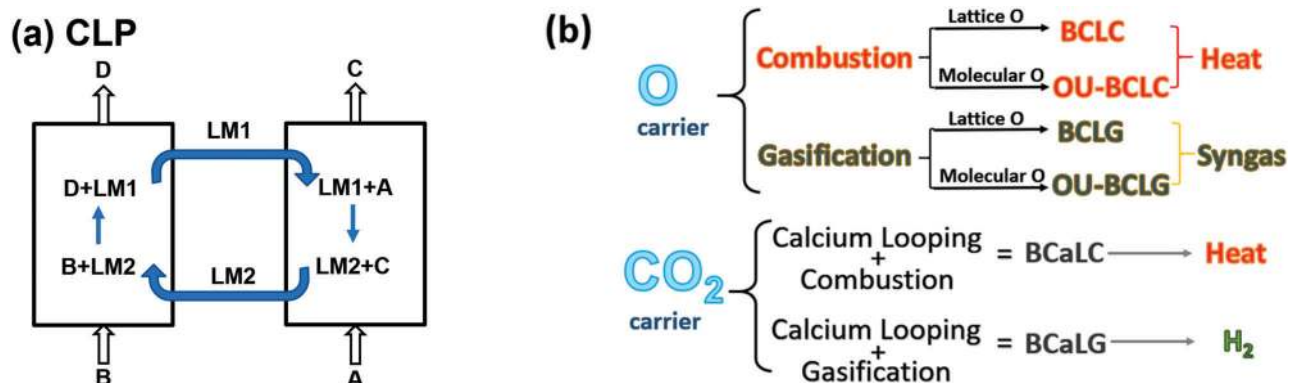 (a) CLP
D
C
LM1
D+LM1
LM1+A
B+LM2
LM2+C
LM2
B
A
(b)
O
carrier
Combustion
Lattice O
BCLC
Molecular O
OU-BCLC
Heat
Gasification
Lattice O
BCLG
Molecular O
OU-BCLG
Syngas
CO₂
carrier
Calcium Looping
+
Combustion
= BCaLC
Heat
Calcium Looping
+
Gasification
= BCaLG
H₂